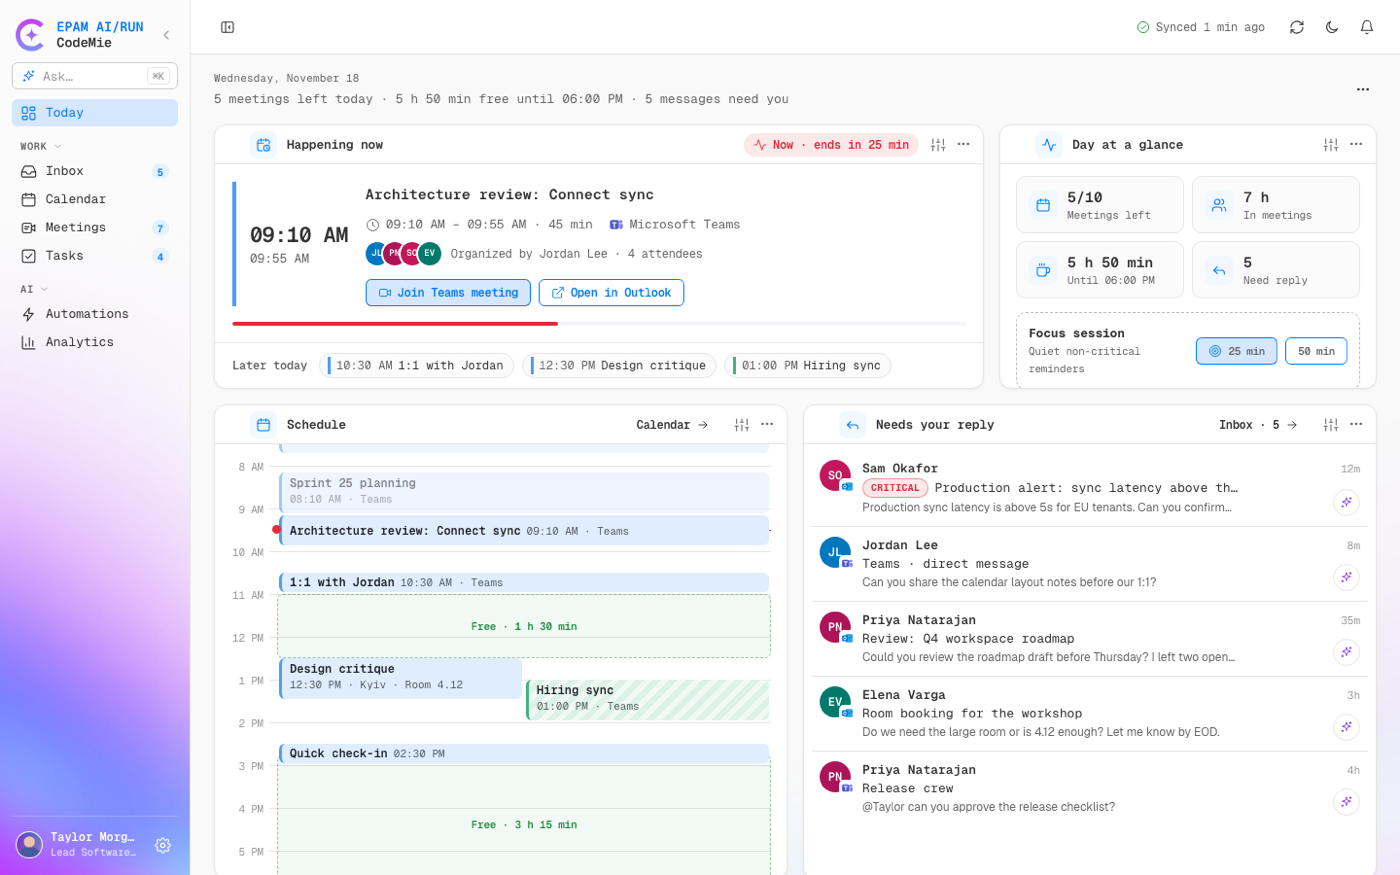 EPAM AI/RUN
CodeMie
Ask… ⌘K
Today
WORK
Inbox 5
Calendar
Meetings 7
Tasks 4
AI
Automations
Analytics
Taylor Morg…
Lead Software…
Synced 1 min ago
Wednesday, November 18
5 meetings left today · 5 h 50 min free until 06:00 PM · 5 messages need you
Happening now
Now · ends in 25 min
09:10 AM
09:55 AM
Architecture review: Connect sync
09:10 AM – 09:55 AM · 45 min Microsoft Teams
JL PN SO EV Organized by Jordan Lee · 4 attendees
Join Teams meeting
Open in Outlook
Later today
10:30 AM 1:1 with Jordan
12:30 PM Design critique
01:00 PM Hiring sync
Day at a glance
5/10
Meetings left
7 h
In meetings
5 h 50 min
Until 06:00 PM
5
Need reply
Focus session
Quiet non-critical
reminders
25 min
50 min
Schedule
Calendar
8 AM
Sprint 25 planning
08:10 AM · Teams
9 AM
Architecture review: Connect sync 09:10 AM · Teams
10 AM
1:1 with Jordan 10:30 AM · Teams
11 AM
Free · 1 h 30 min
12 PM
Design critique
12:30 PM · Kyiv · Room 4.12
1 PM
Hiring sync
01:00 PM · Teams
2 PM
Quick check-in 02:30 PM
3 PM
4 PM
Free · 3 h 15 min
5 PM
Needs your reply
Inbox · 5
SO
Sam Okafor 12m
CRITICAL Production alert: sync latency above th…
Production sync latency is above 5s for EU tenants. Can you confirm…
JL
Jordan Lee 8m
Teams · direct message
Can you share the calendar layout notes before our 1:1?
PN
Priya Natarajan 35m
Review: Q4 workspace roadmap
Could you review the roadmap draft before Thursday? I left two open…
EV
Elena Varga 3h
Room booking for the workshop
Do we need the large room or is 4.12 enough? Let me know by EOD.
PN
Priya Natarajan 4h
Release crew
@Taylor can you approve the release checklist?